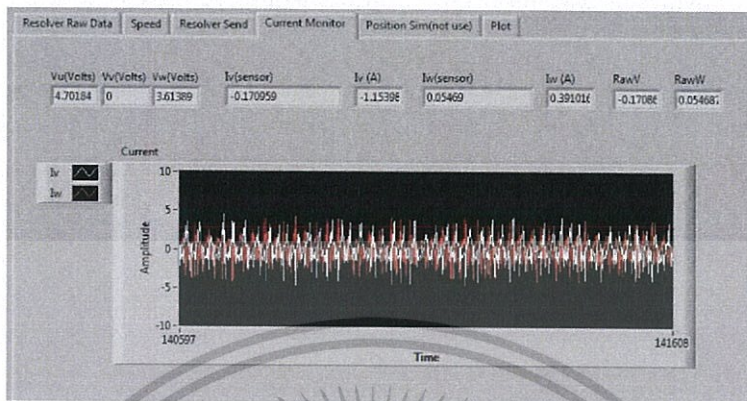 Resolver Raw Data Speed Resolver Send Current Monitor Position Sim(not use) Plot
Vu(Volts) Vv(Volts) Vw(Volts) Iv(sensor) Iv (A) Iw(sensor) Iw (A) RawV RawW
4.70184 0 3.61389 -0.170959 -1.15398 0.05469 0.391016 -0.17086 0.054687
Current
Iv
Iw
10
5
0
-5
-10
Amplitude
140597 141608
Time